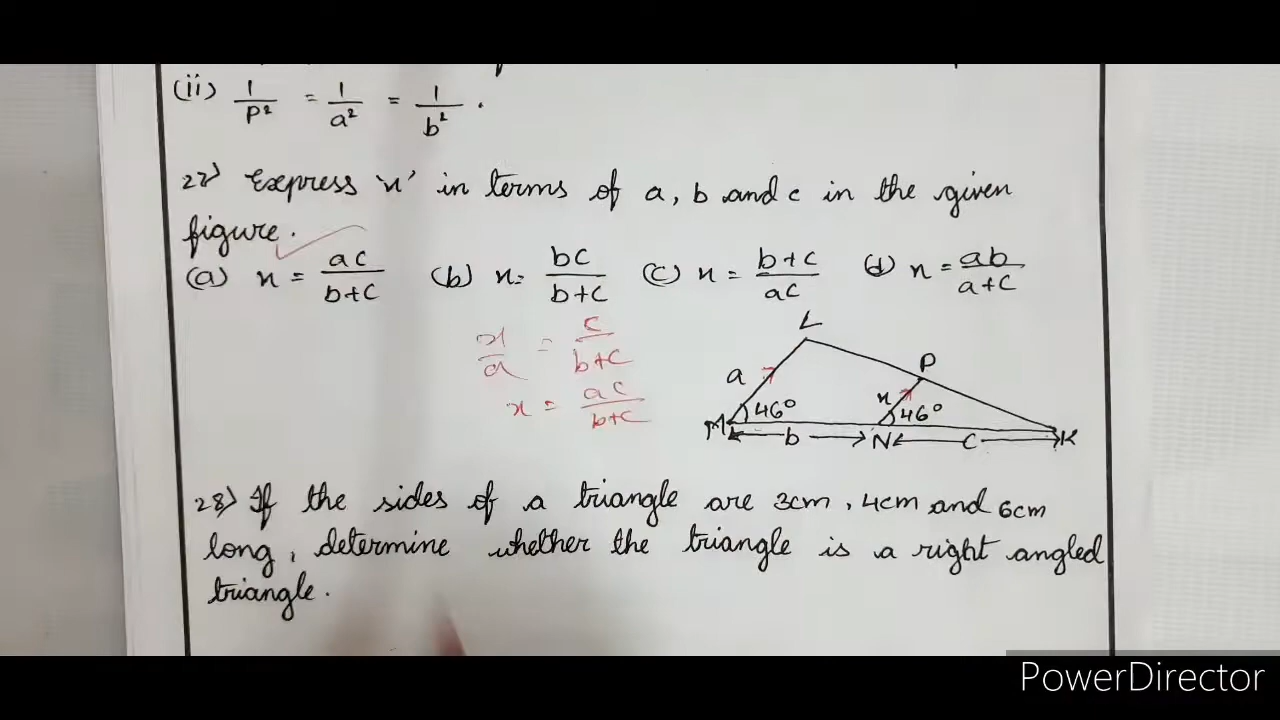 (ii) 1/P² = 1/a² = 1/b² .
27) Express 'x' in terms of a, b and c in the given
figure.
(a) x = ac/b+c (b) x = bc/b+c (c) x = b+c/ac (d) x = ab/a+c
x/a = c/b+c
x = ac/b+c
L
P
a
x
46°
46°
M
b
N
c
K
28) If the sides of a triangle are 3cm, 4cm and 6cm
long, determine whether the triangle is a right angled
triangle.
PowerDirector